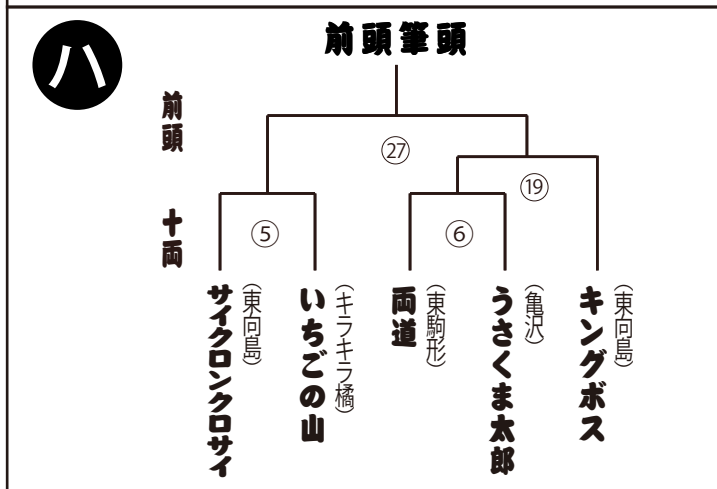 ハ
前頭筆頭
前頭
十両
㉗
⑲
⑤
⑥
サイクロンクロサイ
(東向島)
いちごの山
(キラキラ橘)
両道
(東駒形)
うさくま太郎
(亀沢)
キングボス
(東向島)